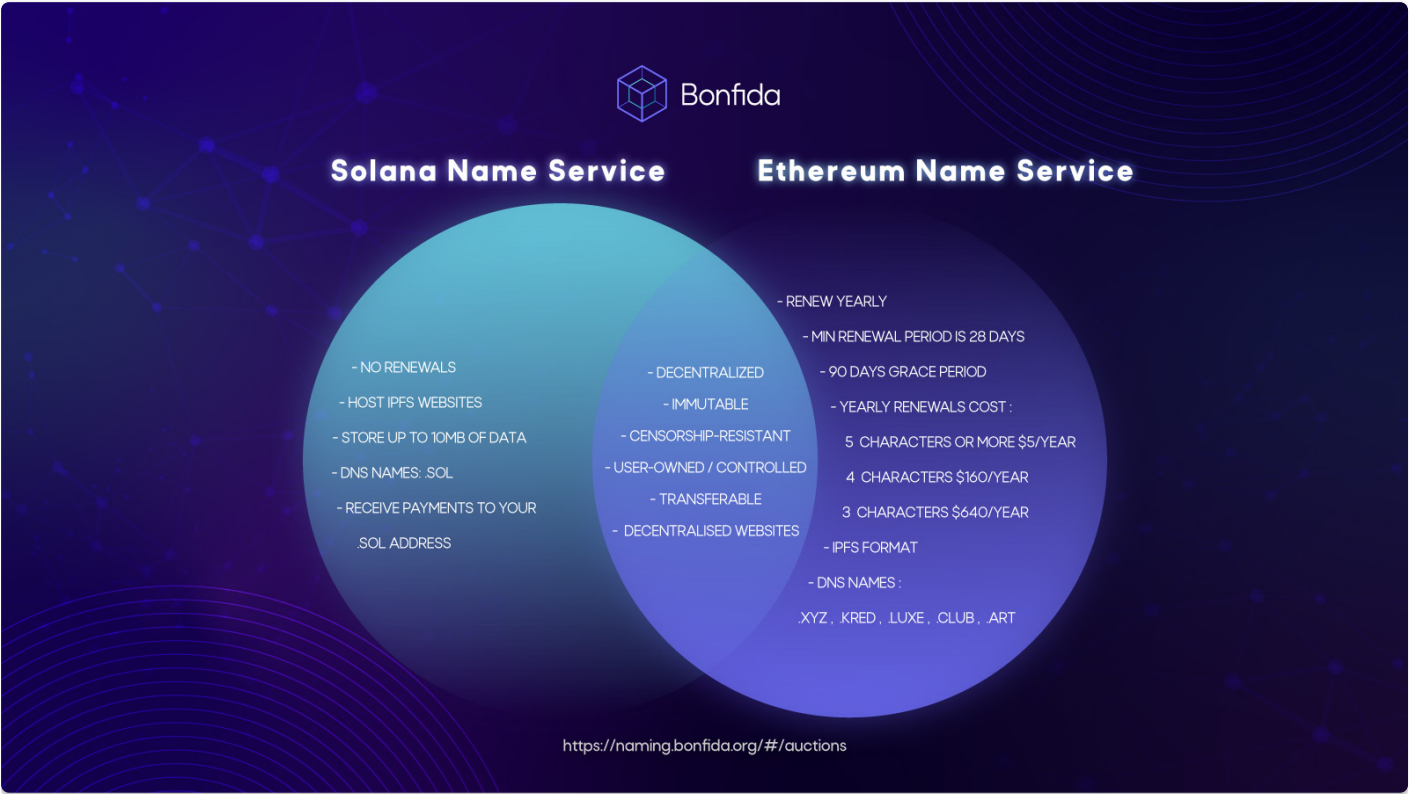 Bonfida
Solana Name Service
Ethereum Name Service
- NO RENEWALS
- HOST IPFS WEBSITES
- STORE UP TO 10MB OF DATA
- DNS NAMES: .SOL
- RECEIVE PAYMENTS TO YOUR
.SOL ADDRESS
- DECENTRALIZED
- IMMUTABLE
- CENSORSHIP-RESISTANT
- USER-OWNED / CONTROLLED
- TRANSFERABLE
- DECENTRALISED WEBSITES
- RENEW YEARLY
- MIN RENEWAL PERIOD IS 28 DAYS
- 90 DAYS GRACE PERIOD
- YEARLY RENEWALS COST :
5 CHARACTERS OR MORE $5/YEAR
4 CHARACTERS $160/YEAR
3 CHARACTERS $640/YEAR
- IPFS FORMAT
- DNS NAMES :
.XYZ , .KRED , .LUXE , .CLUB , .ART
https://naming.bonfida.org/#/auctions